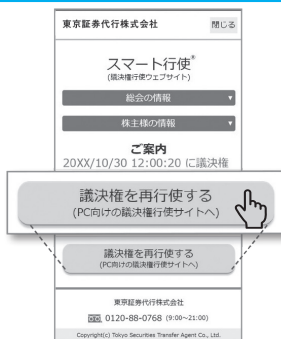 東京証券代行株式会社 閉じる
スマート行使®
(議決権行使ウェブサイト)
総会の情報 ▼
株主様の情報 ▼
ご案内
20XX/10/30 12:00:20 に議決権
議決権を再行使する
(PC向けの議決権行使サイトへ)
議決権を再行使する
(PC向けの議決権行使サイトへ)
東京証券代行株式会社
0120-88-0768 (9:00~21:00)
Copyright(c) Tokyo Securities Transfer Agent Co., Ltd.